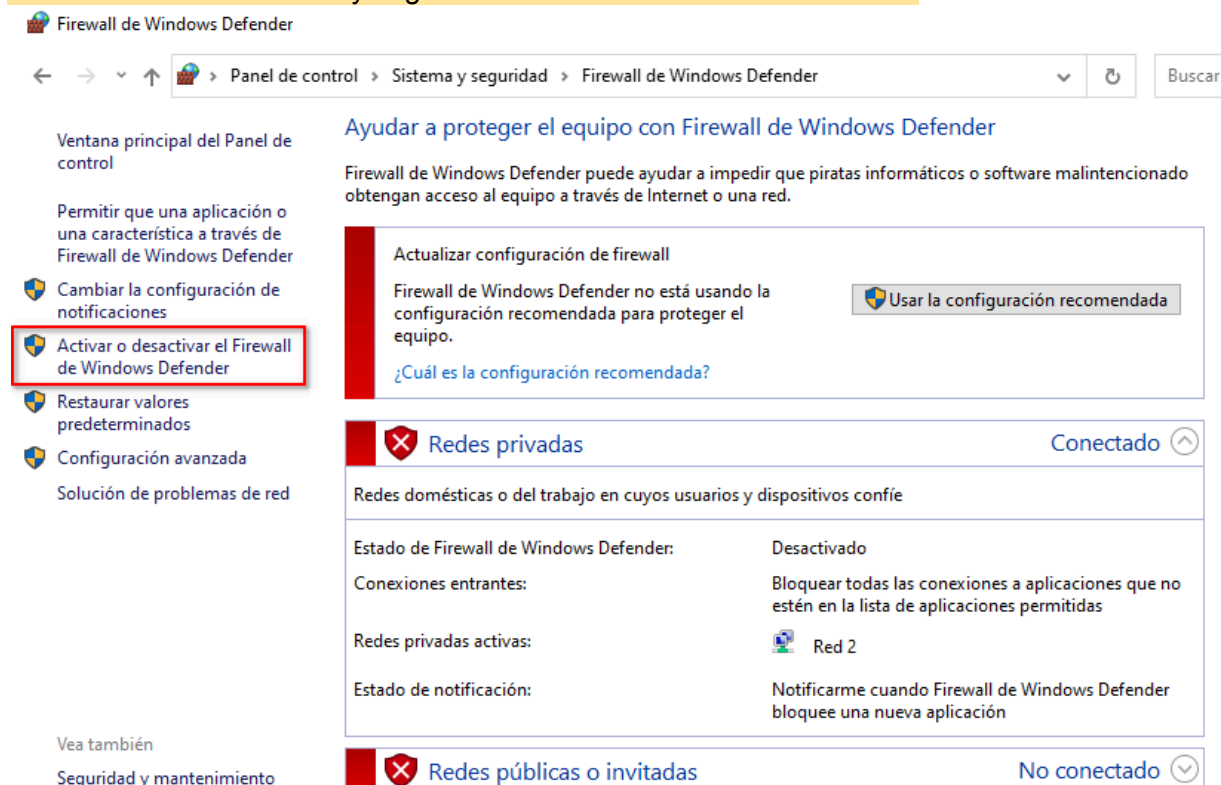 Firewall de Windows Defender
Panel de control > Sistema y seguridad > Firewall de Windows Defender
Buscar
Ventana principal del Panel de
control
Permitir que una aplicación o
una característica a través de
Firewall de Windows Defender
Cambiar la configuración de
notificaciones
Activar o desactivar el Firewall
de Windows Defender
Restaurar valores
predeterminados
Configuración avanzada
Solución de problemas de red
Vea también
Seguridad y mantenimiento
Ayudar a proteger el equipo con Firewall de Windows Defender
Firewall de Windows Defender puede ayudar a impedir que piratas informáticos o software malintencionado
obtengan acceso al equipo a través de Internet o una red.
Actualizar configuración de firewall
Firewall de Windows Defender no está usando la
configuración recomendada para proteger el
equipo.
Usar la configuración recomendada
¿Cuál es la configuración recomendada?
Redes privadas
Conectado
Redes domésticas o del trabajo en cuyos usuarios y dispositivos confíe
Estado de Firewall de Windows Defender:
Desactivado
Conexiones entrantes:
Bloquear todas las conexiones a aplicaciones que no
estén en la lista de aplicaciones permitidas
Redes privadas activas:
Red 2
Estado de notificación:
Notificarme cuando Firewall de Windows Defender
bloquee una nueva aplicación
Redes públicas o invitadas
No conectado